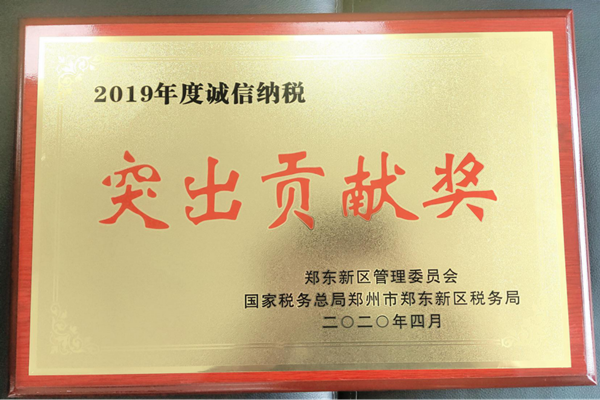 2019年度诚信纳税
突出贡献奖
郑东新区管理委员会
国家税务总局郑州市郑东新区税务局
二〇二〇年四月